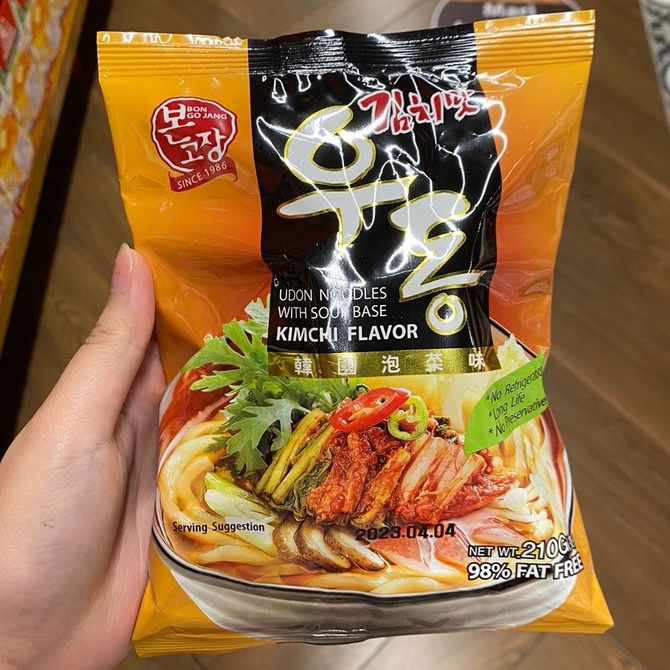 김치맛
본고장
BON
GO JANG
SINCE 1986
우동
UDON NOODLES
WITH SOUP BASE
KIMCHI FLAVOR
韓國泡菜味
*No Refrigeration
*Long Life
*No Preservatives
Serving Suggestion
2023.04.04
NET WT.210G
98% FAT FREE